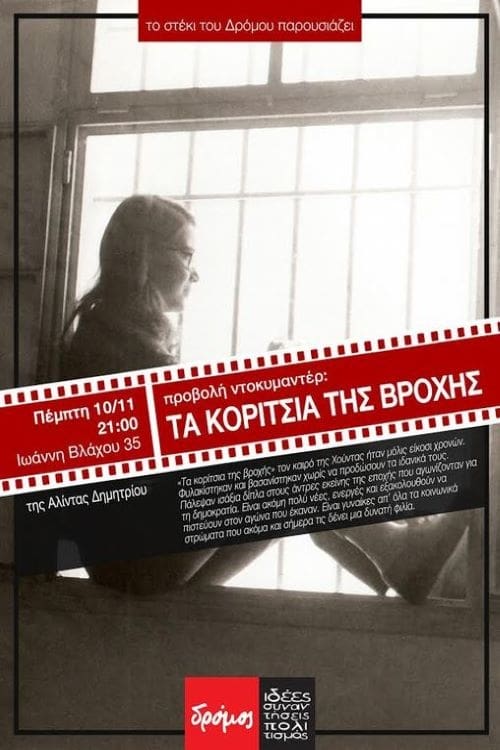 το στέκι του Δρόμου παρουσιάζει
Πέμπτη 10/11
21:00
Ιωάννη Βλάχου 35
προβολή ντοκυμαντέρ:
ΤΑ ΚΟΡΙΤΣΙΑ ΤΗΣ ΒΡΟΧΗΣ
της Αλίντας Δημητρίου
«Τα κορίτσια της βροχής» τον καιρό της Χούντας ήταν μόλις είκοσι χρονών.
Φυλακίστηκαν και βασανίστηκαν χωρίς να προδώσουν τα ιδανικά τους.
Πάλεψαν ισάξια δίπλα στους άντρες εκείνης της εποχής που αγωνίζονταν για
τη δημοκρατία. Είναι ακόμη πολύ νέες, ενεργές και εξακολουθούν να
πιστεύουν στον αγώνα που έκαναν. Είναι γυναίκες απ' όλα τα κοινωνικά
στρώματα που ακόμα και σήμερα τις δένει μια δυνατή φιλία.
δρόμος
ιδέες
συναν
τήσεις
πολι
τισμός